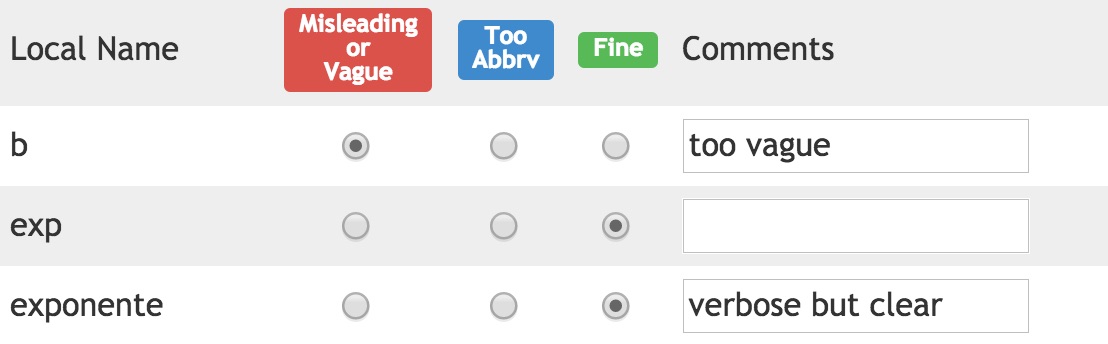 Local Name
Misleading
or
Vague
Too
Abbrv
Fine
Comments
b
too vague
exp
exponente
verbose but clear